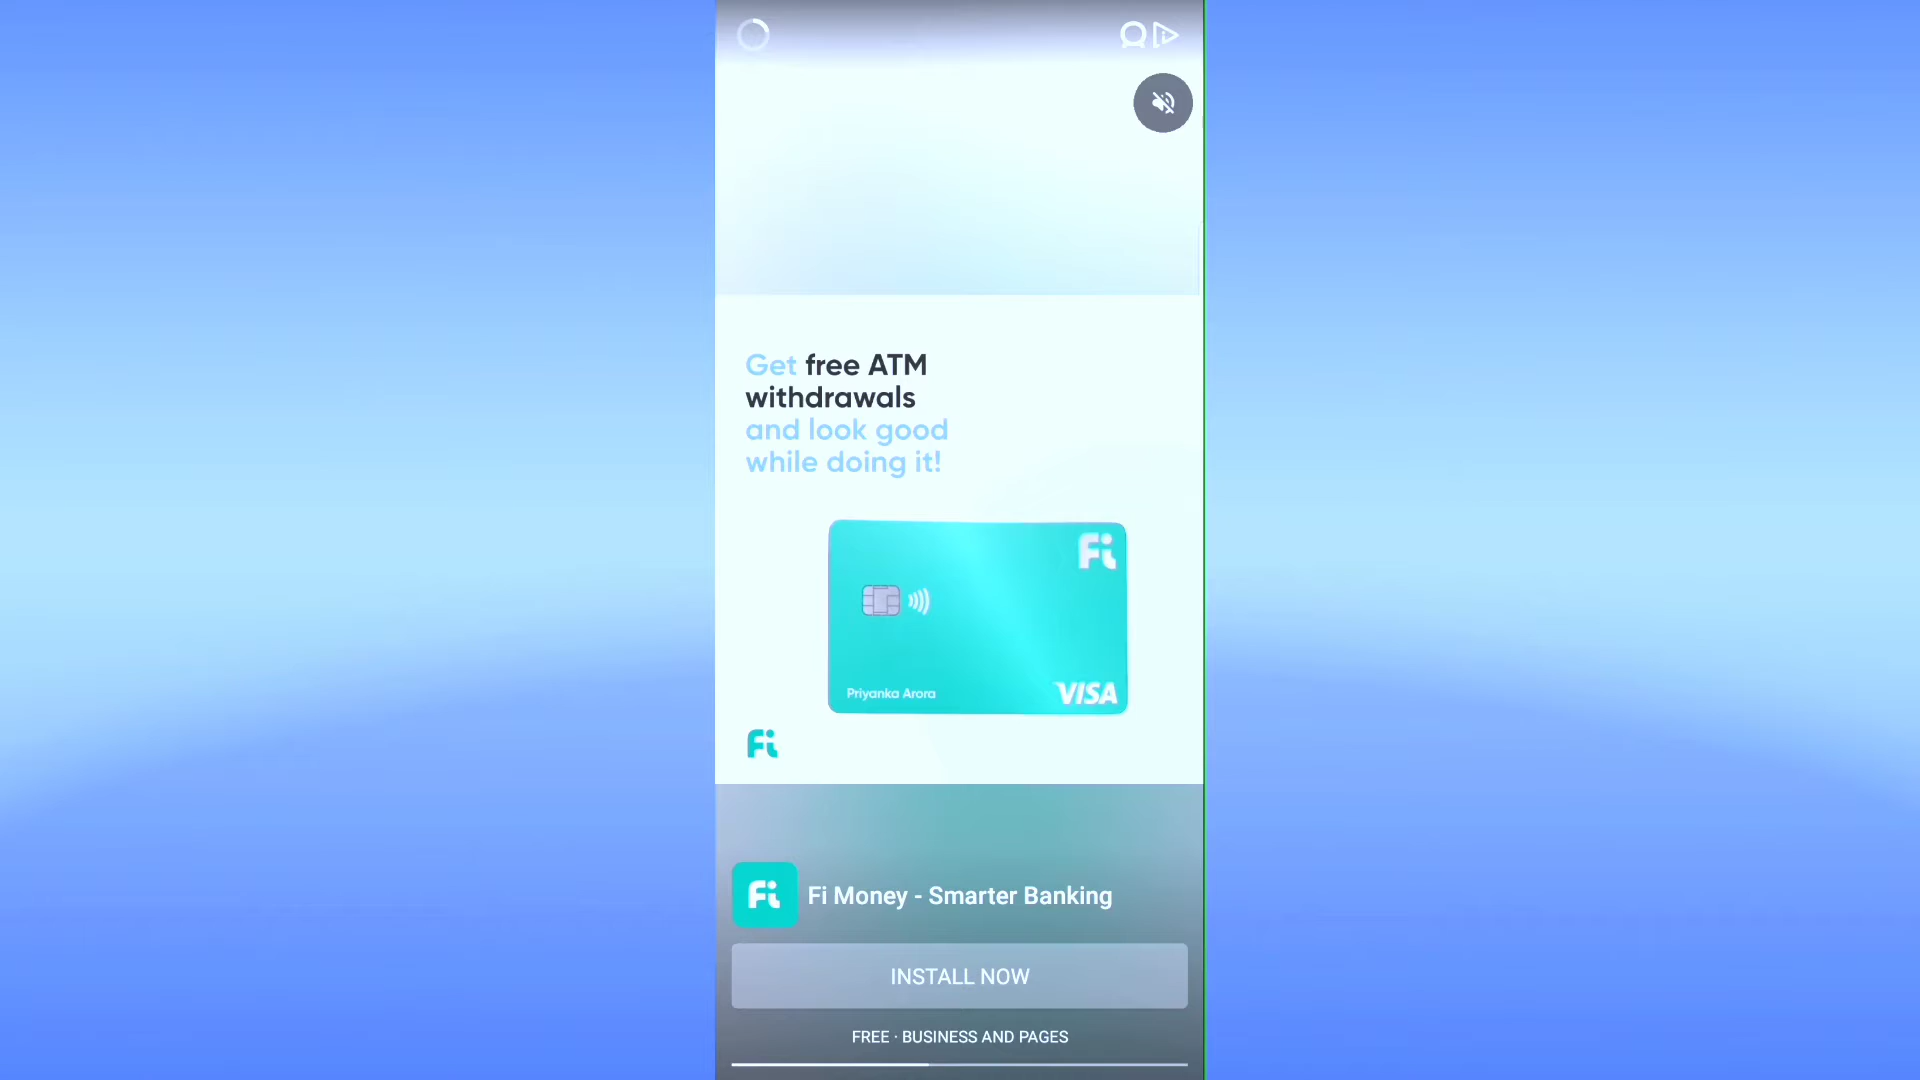 Get free ATM
withdrawals
and look good
while doing it!
Fi
Priyanka Arora
VISA
Fi
Fi
Fi Money - Smarter Banking
INSTALL NOW
FREE · BUSINESS AND PAGES